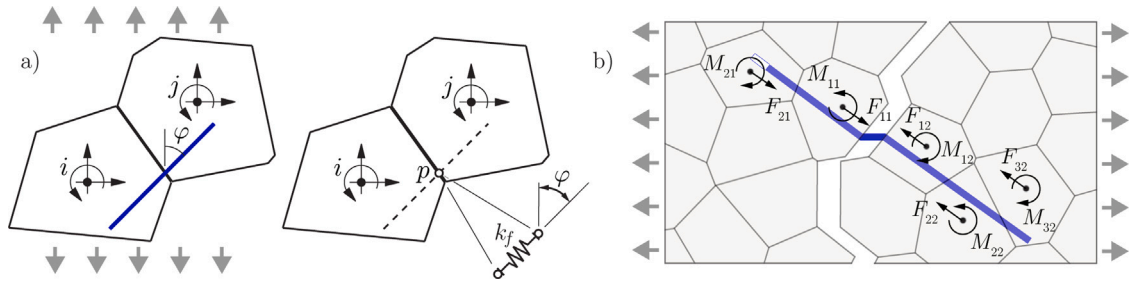 a)
j
φ
i
j
i
p
φ
k_f
b)
M_21
F_21
M_11
F_11
F_12
M_12
F_32
M_32
F_22
M_22